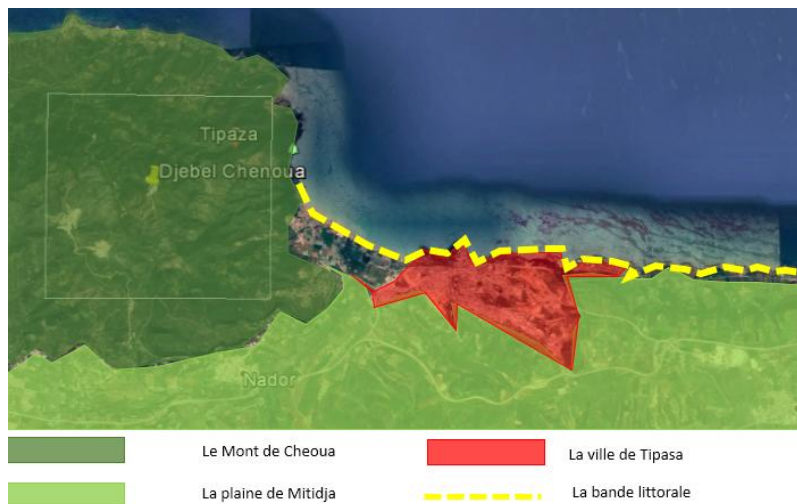 Tipaza
Djebel Chenoua
Nador
Le Mont de Cheoua
La ville de Tipasa
La plaine de Mitidja
La bande littorale